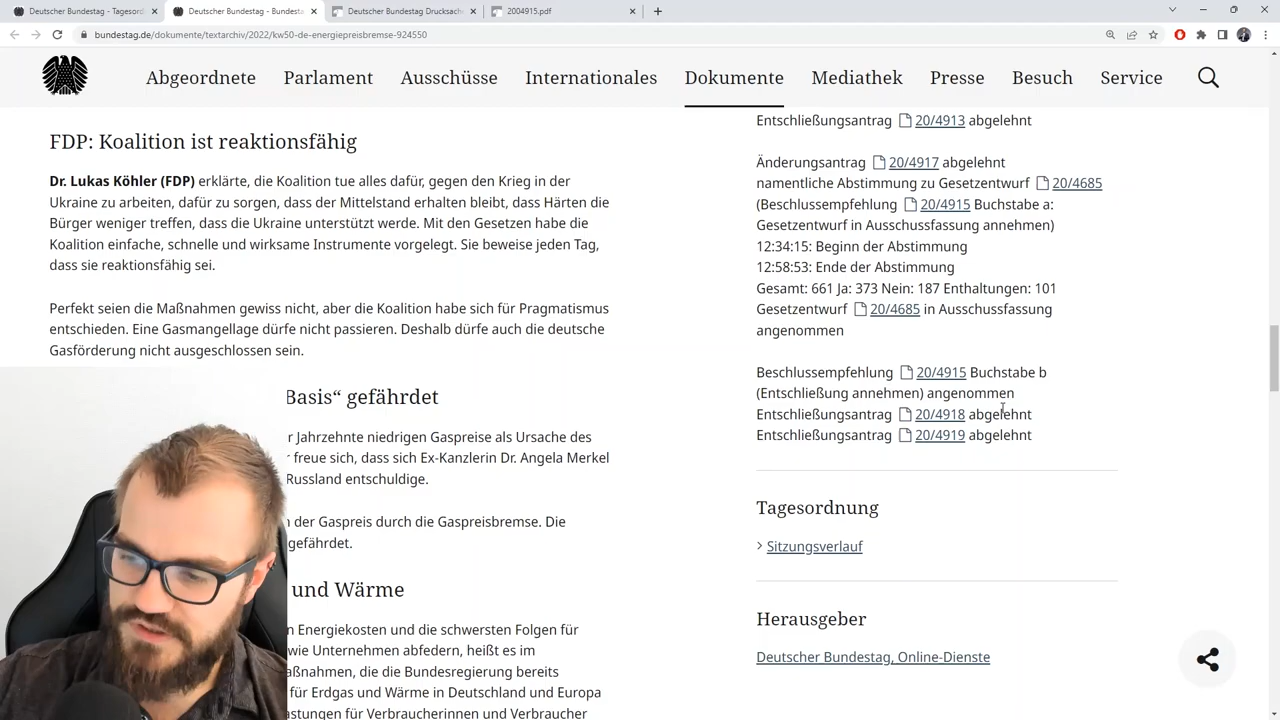 Deutscher Bundestag - Tagesord
Deutscher Bundestag - Bundesta
Deutscher Bundestag Drucksache
2004915.pdf
bundestag.de/dokumente/textarchiv/2022/kw50-de-energiepreisbremse-924550
Abgeordnete Parlament Ausschüsse Internationales Dokumente Mediathek Presse Besuch Service
FDP: Koalition ist reaktionsfähig
Dr. Lukas Köhler (FDP) erklärte, die Koalition tue alles dafür, gegen den Krieg in der
Ukraine zu arbeiten, dafür zu sorgen, dass der Mittelstand erhalten bleibt, dass Härten die
Bürger weniger treffen, dass die Ukraine unterstützt werde. Mit den Gesetzen habe die
Koalition einfache, schnelle und wirksame Instrumente vorgelegt. Sie beweise jeden Tag,
dass sie reaktionsfähig sei.
Perfekt seien die Maßnahmen gewiss nicht, aber die Koalition habe sich für Pragmatismus
entschieden. Eine Gasmangellage dürfe nicht passieren. Deshalb dürfe auch die deutsche
Gasförderung nicht ausgeschlossen sein.
Basis“ gefährdet
r Jahrzehnte niedrigen Gaspreise als Ursache des
r freue sich, dass sich Ex-Kanzlerin Dr. Angela Merkel
Russland entschuldige.
n der Gaspreis durch die Gaspreisbremse. Die
gefährdet.
und Wärme
n Energiekosten und die schwersten Folgen für
wie Unternehmen abfedern, heißt es im
aßnahmen, die die Bundesregierung bereits
für Erdgas und Wärme in Deutschland und Europa
astungen für Verbraucherinnen und Verbraucher
Entschließungsantrag 20/4913 abgelehnt
Änderungsantrag 20/4917 abgelehnt
namentliche Abstimmung zu Gesetzentwurf 20/4685
(Beschlussempfehlung 20/4915 Buchstabe a:
Gesetzentwurf in Ausschussfassung annehmen)
12:34:15: Beginn der Abstimmung
12:58:53: Ende der Abstimmung
Gesamt: 661 Ja: 373 Nein: 187 Enthaltungen: 101
Gesetzentwurf 20/4685 in Ausschussfassung
angenommen
Beschlussempfehlung 20/4915 Buchstabe b
(Entschließung annehmen) angenommen
Entschließungsantrag 20/4918 abgelehnt
Entschließungsantrag 20/4919 abgelehnt
Tagesordnung
Sitzungsverlauf
Herausgeber
Deutscher Bundestag, Online-Dienste